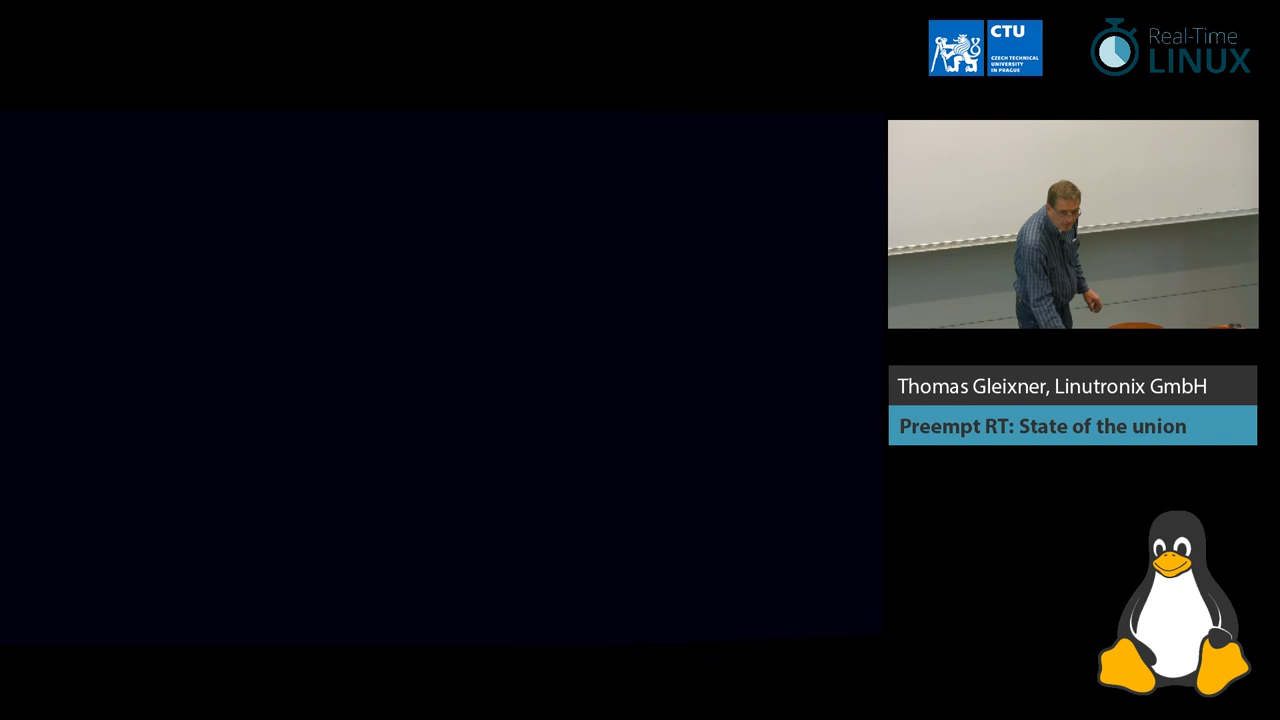 CTU
CZECH TECHNICAL
UNIVERSITY
IN PRAGUE
Real-Time
LINUX
Thomas Gleixner, Linutronix GmbH
Preempt RT: State of the union